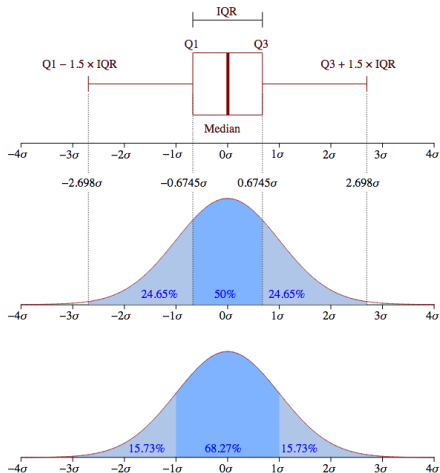 IQR
Q1 Q3
Q1 − 1.5 × IQR Q3 + 1.5 × IQR
Median
−4σ −3σ −2σ −1σ 0σ 1σ 2σ 3σ 4σ
−2.698σ −0.6745σ 0.6745σ 2.698σ
24.65% 50% 24.65%
−4σ −3σ −2σ −1σ 0σ 1σ 2σ 3σ 4σ
15.73% 68.27% 15.73%
−4σ −3σ −2σ −1σ 0σ 1σ 2σ 3σ 4σ